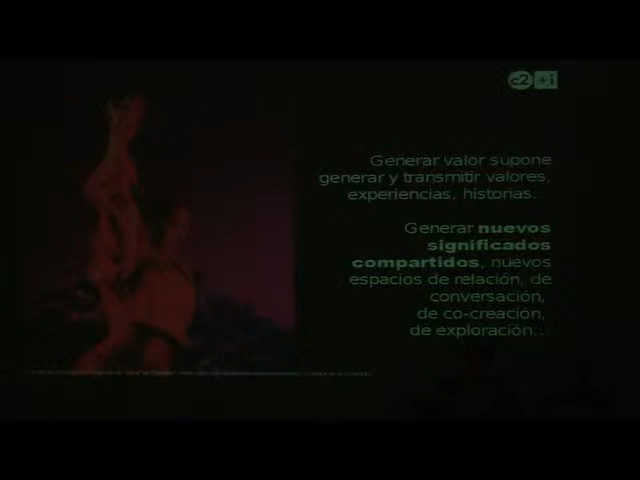 c2 +i
Generar valor supone
generar y transmitir valores,
experiencias, historias...
Generar nuevos
significados
compartidos, nuevos
espacios de relación, de
conversación,
de co-creación,
de exploración...